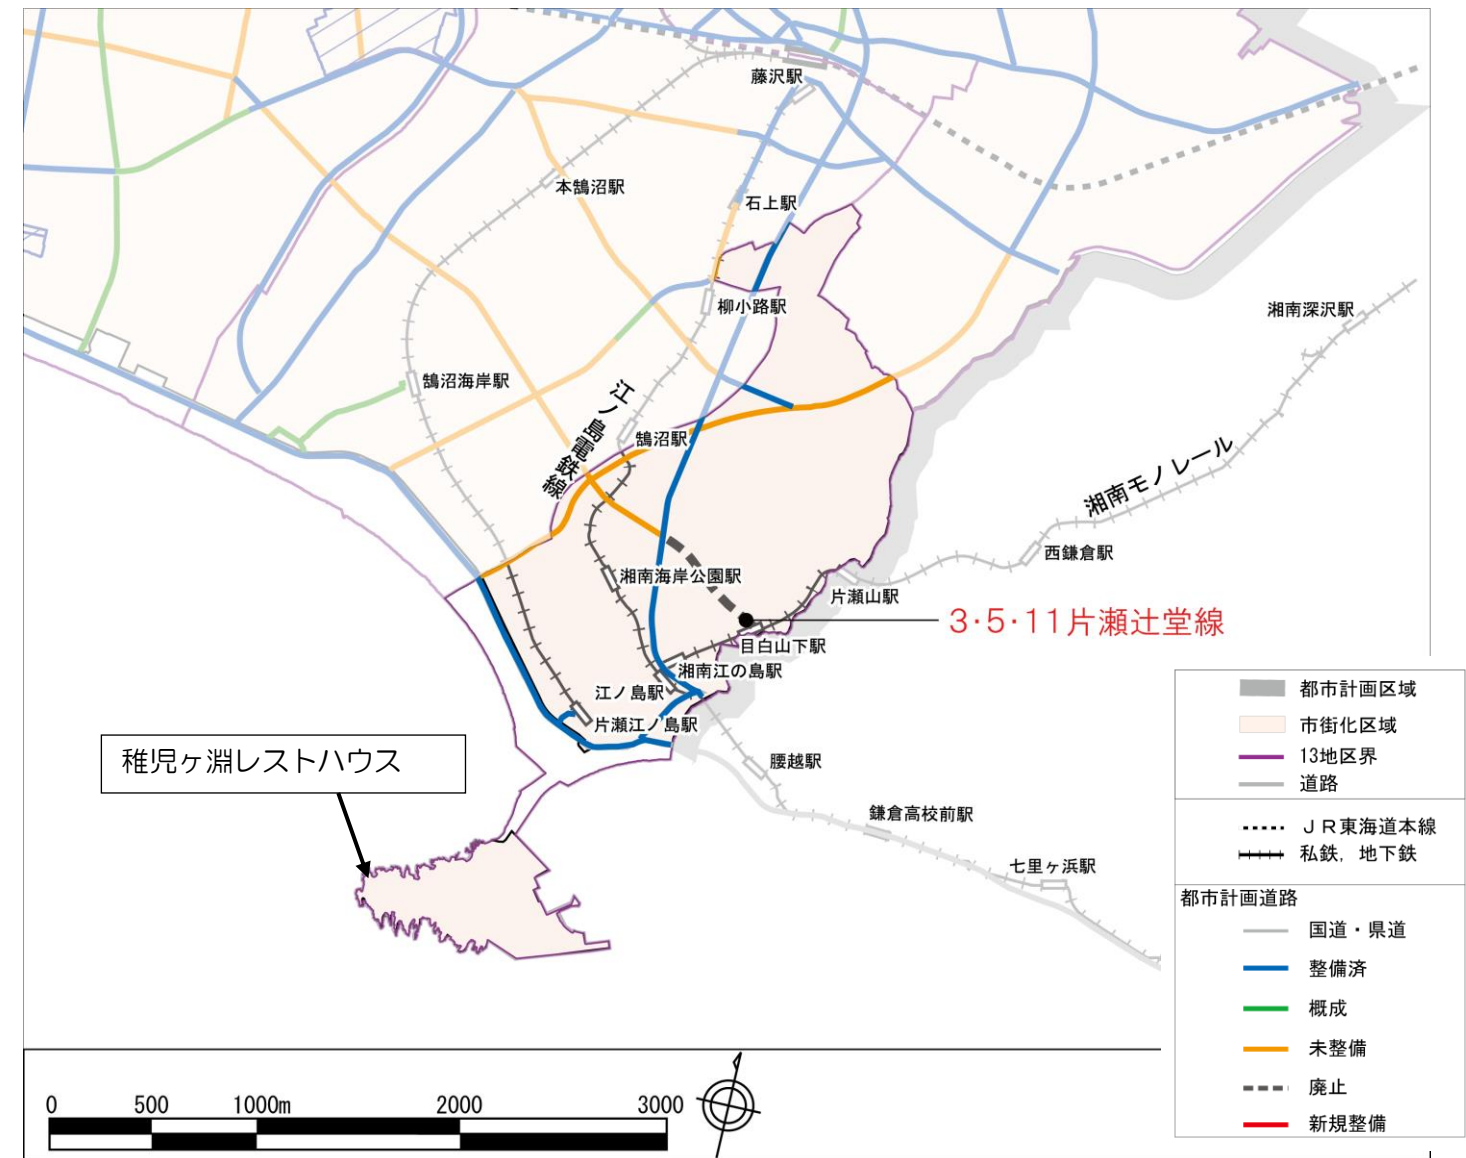 藤沢駅
本鵠沼駅
石上駅
柳小路駅
湘南深沢駅
鵠沼海岸駅
江ノ島電鉄線
鵠沼駅
湘南モノレール
西鎌倉駅
湘南海岸公園駅
片瀬山駅
3・5・11片瀬辻堂線
目白山下駅
湘南江の島駅
江ノ島駅
片瀬江ノ島駅
稚児ヶ淵レストハウス
腰越駅
鎌倉高校前駅
七里ヶ浜駅
都市計画区域
市街化区域
13地区界
道路
ＪＲ東海道本線
私鉄，地下鉄
都市計画道路
国道・県道
整備済
概成
未整備
廃止
新規整備
0 500 1000m 2000 3000